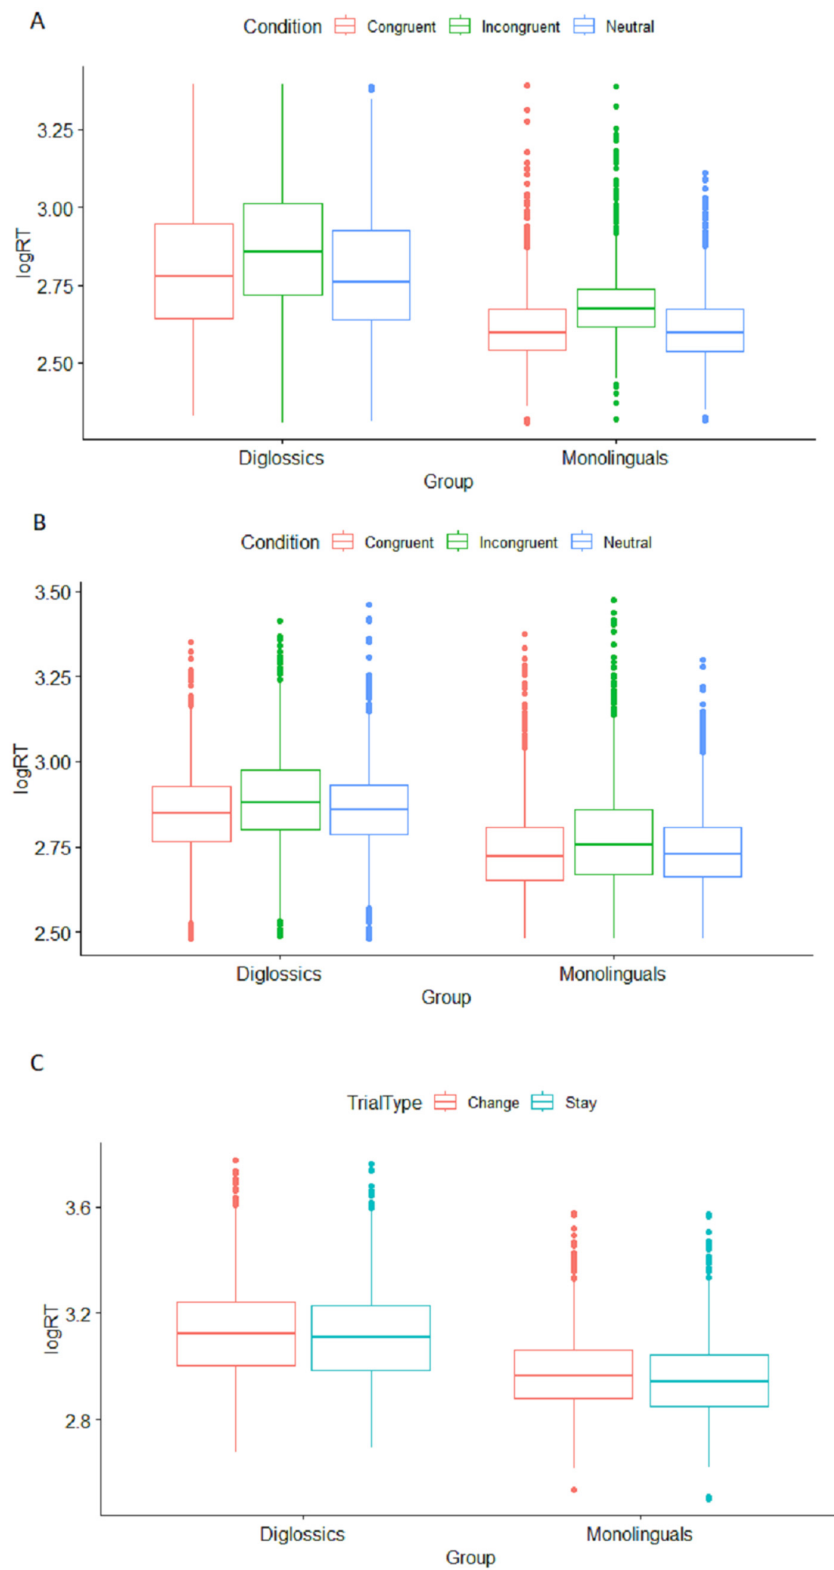 A
Condition Congruent Incongruent Neutral
3.25
3.00
2.75
2.50
logRT
Diglossics Monolinguals
Group
B
Condition Congruent Incongruent Neutral
3.50
3.25
3.00
2.75
2.50
logRT
Diglossics Monolinguals
Group
C
TrialType Change Stay
3.6
3.2
2.8
logRT
Diglossics Monolinguals
Group